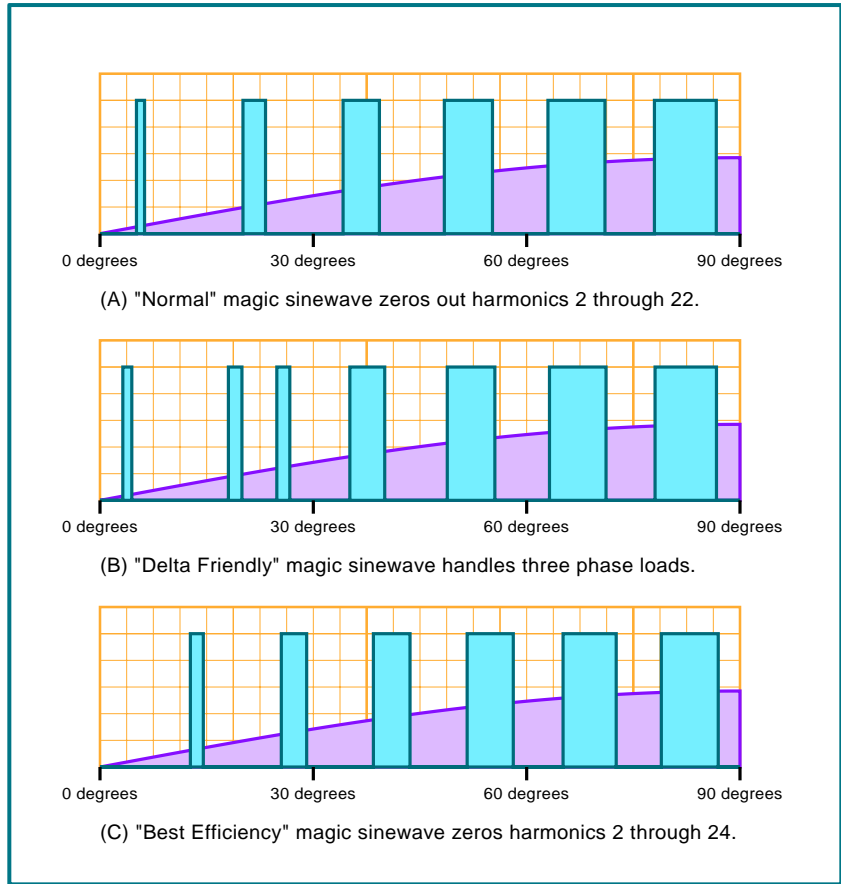 0 degrees 30 degrees 60 degrees 90 degrees
(A) "Normal" magic sinewave zeros out harmonics 2 through 22.
0 degrees 30 degrees 60 degrees 90 degrees
(B) "Delta Friendly" magic sinewave handles three phase loads.
0 degrees 30 degrees 60 degrees 90 degrees
(C) "Best Efficiency" magic sinewave zeros harmonics 2 through 24.